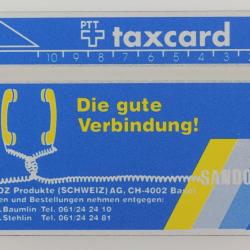 PTT
taxcard
10 9 8 7 6 5 4 3
Die gute
Verbindung!
SANDO
OZ Produkte (SCHWEIZ) AG, CH-4002 Basel
en und Bestellungen nehmen entgegen:
. Baumlin Tel. 061/24 24 10
. Stehlin Tel. 061/24 24 81